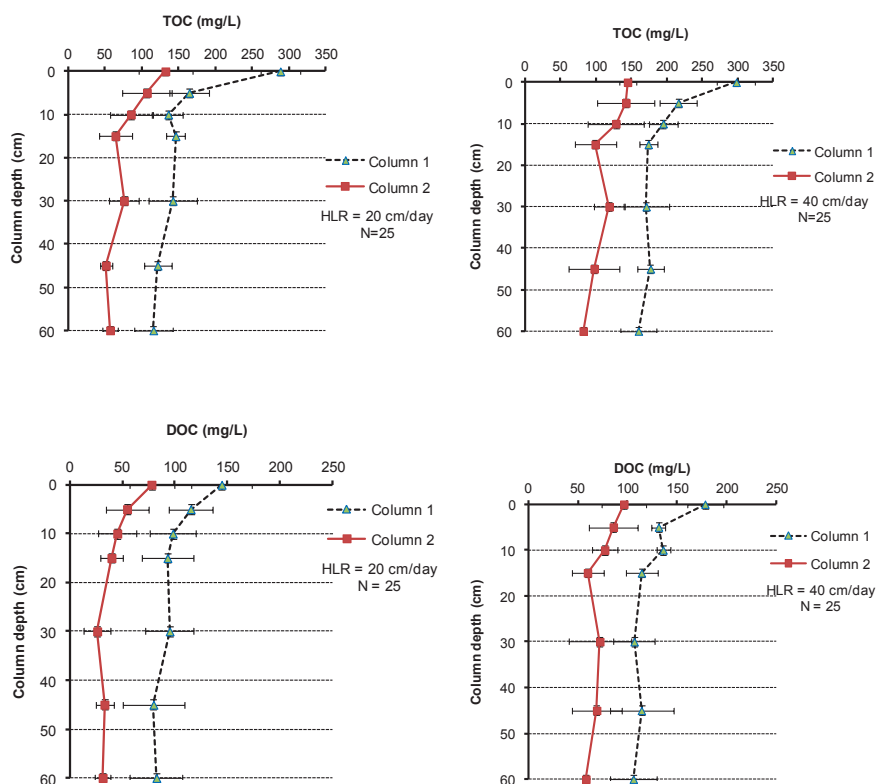 TOC (mg/L)
0 50 100 150 200 250 300 350
0
10
20
30
40
50
60
Column depth (cm)
Column 1
Column 2
HLR = 20 cm/day
N=25
TOC (mg/L)
0 50 100 150 200 250 300 350
0
10
20
30
40
50
60
Column depth (cm)
Column 1
Column 2
HLR = 40 cm/day
N=25
DOC (mg/L)
0 50 100 150 200 250
0
10
20
30
40
50
60
Column depth (cm)
Column 1
Column 2
HLR = 20 cm/day
N = 25
DOC (mg/L)
0 50 100 150 200 250
0
10
20
30
40
50
60
Column depth (cm)
Column 1
Column 2
HLR = 40 cm/day
N = 25